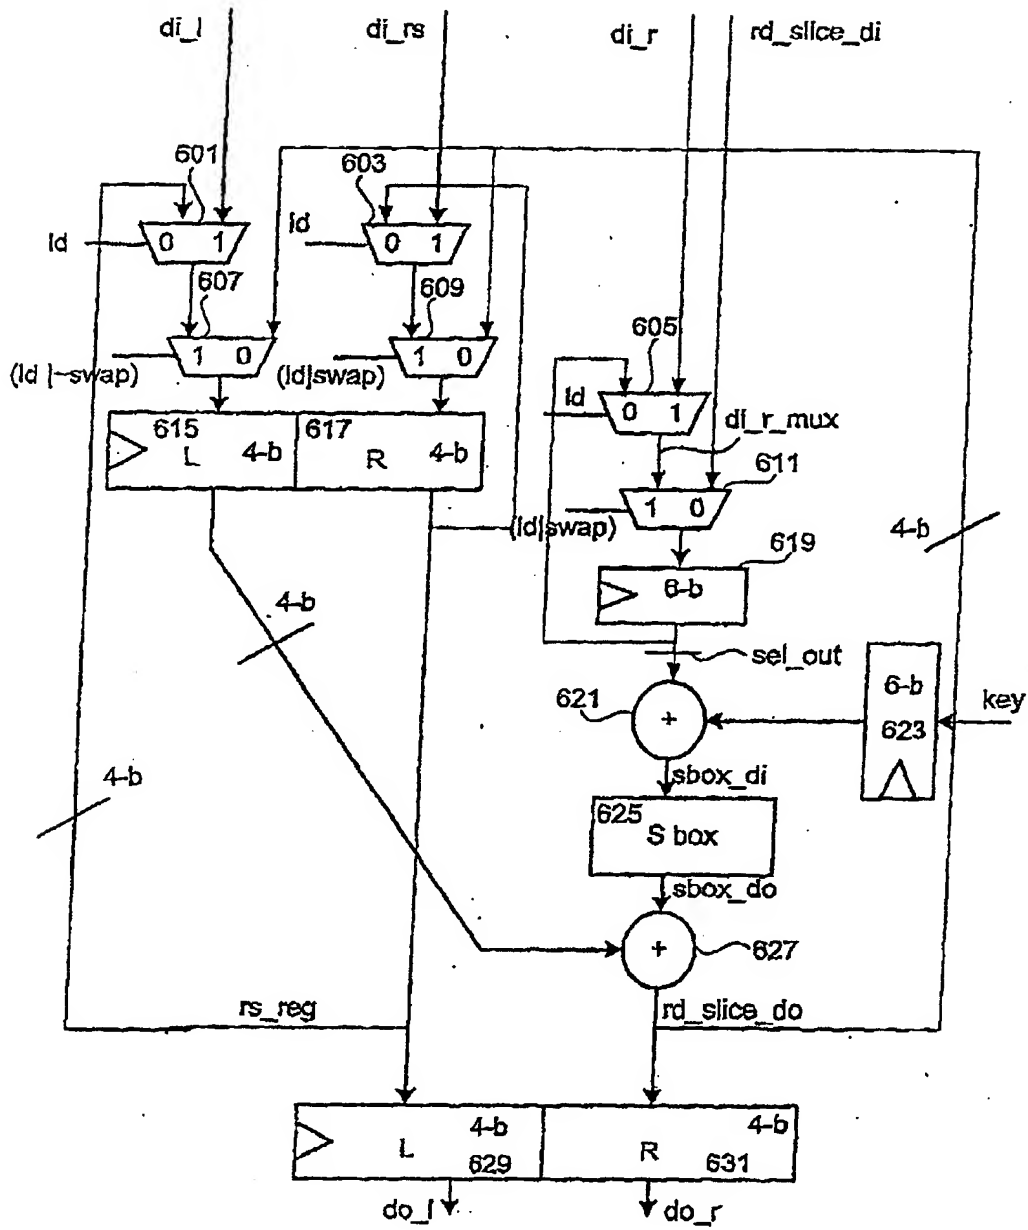 di_l
di_rs
di_r
rd_slice_di
601
603
ld
0 1
ld
0 1
607
609
605
(ld |~swap)
1 0
(ld|swap)
1 0
ld
0 1
di_r_mux
615
L
4-b
617
R
4-b
611
1 0
(ld|swap)
4-b
619
6-b
4-b
sel_out
621
+
6-b
623
key
4-b
sbox_di
625
S box
sbox_do
+
627
rs_reg
rd_slice_do
L
4-b
629
R
4-b
631
do_l
do_r